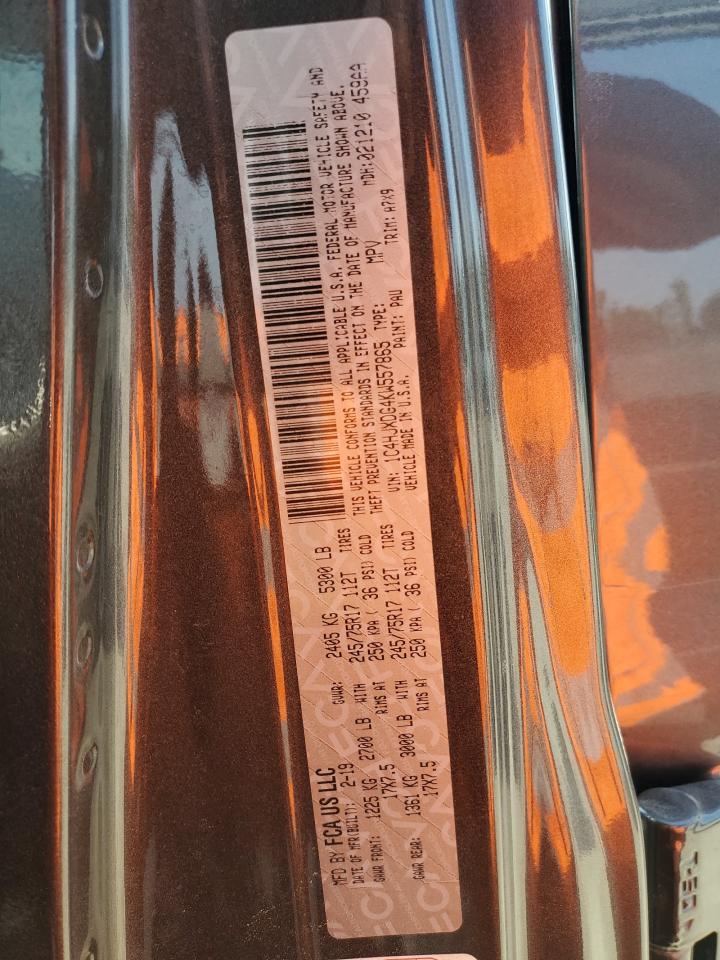 MFD BY FCA US LLC
DATE OF MFR(BUILT): 2-19 GVWR: 2405 KG 5300 LB
GAWR FRONT: 1225 KG 2700 LB WITH 245/75R17 112T TIRES
17X7.5 RIMS AT 250 KPA ( 36 PSI) COLD
GAWR REAR: 1361 KG 3000 LB WITH 245/75R17 112T TIRES
17X7.5 RIMS AT 250 KPA ( 36 PSI) COLD
THIS VEHICLE CONFORMS TO ALL APPLICABLE U.S.A. FEDERAL MOTOR VEHICLE SAFETY AND
THEFT PREVENTION STANDARDS IN EFFECT ON THE DATE OF MANUFACTURE SHOWN ABOVE.
VIN: 1C4HJXDG4KW557865 TYPE: MPV MDH:021210 459AA
VEHICLE MADE IN U.S.A. PAINT: PAU TRIM: A7X9